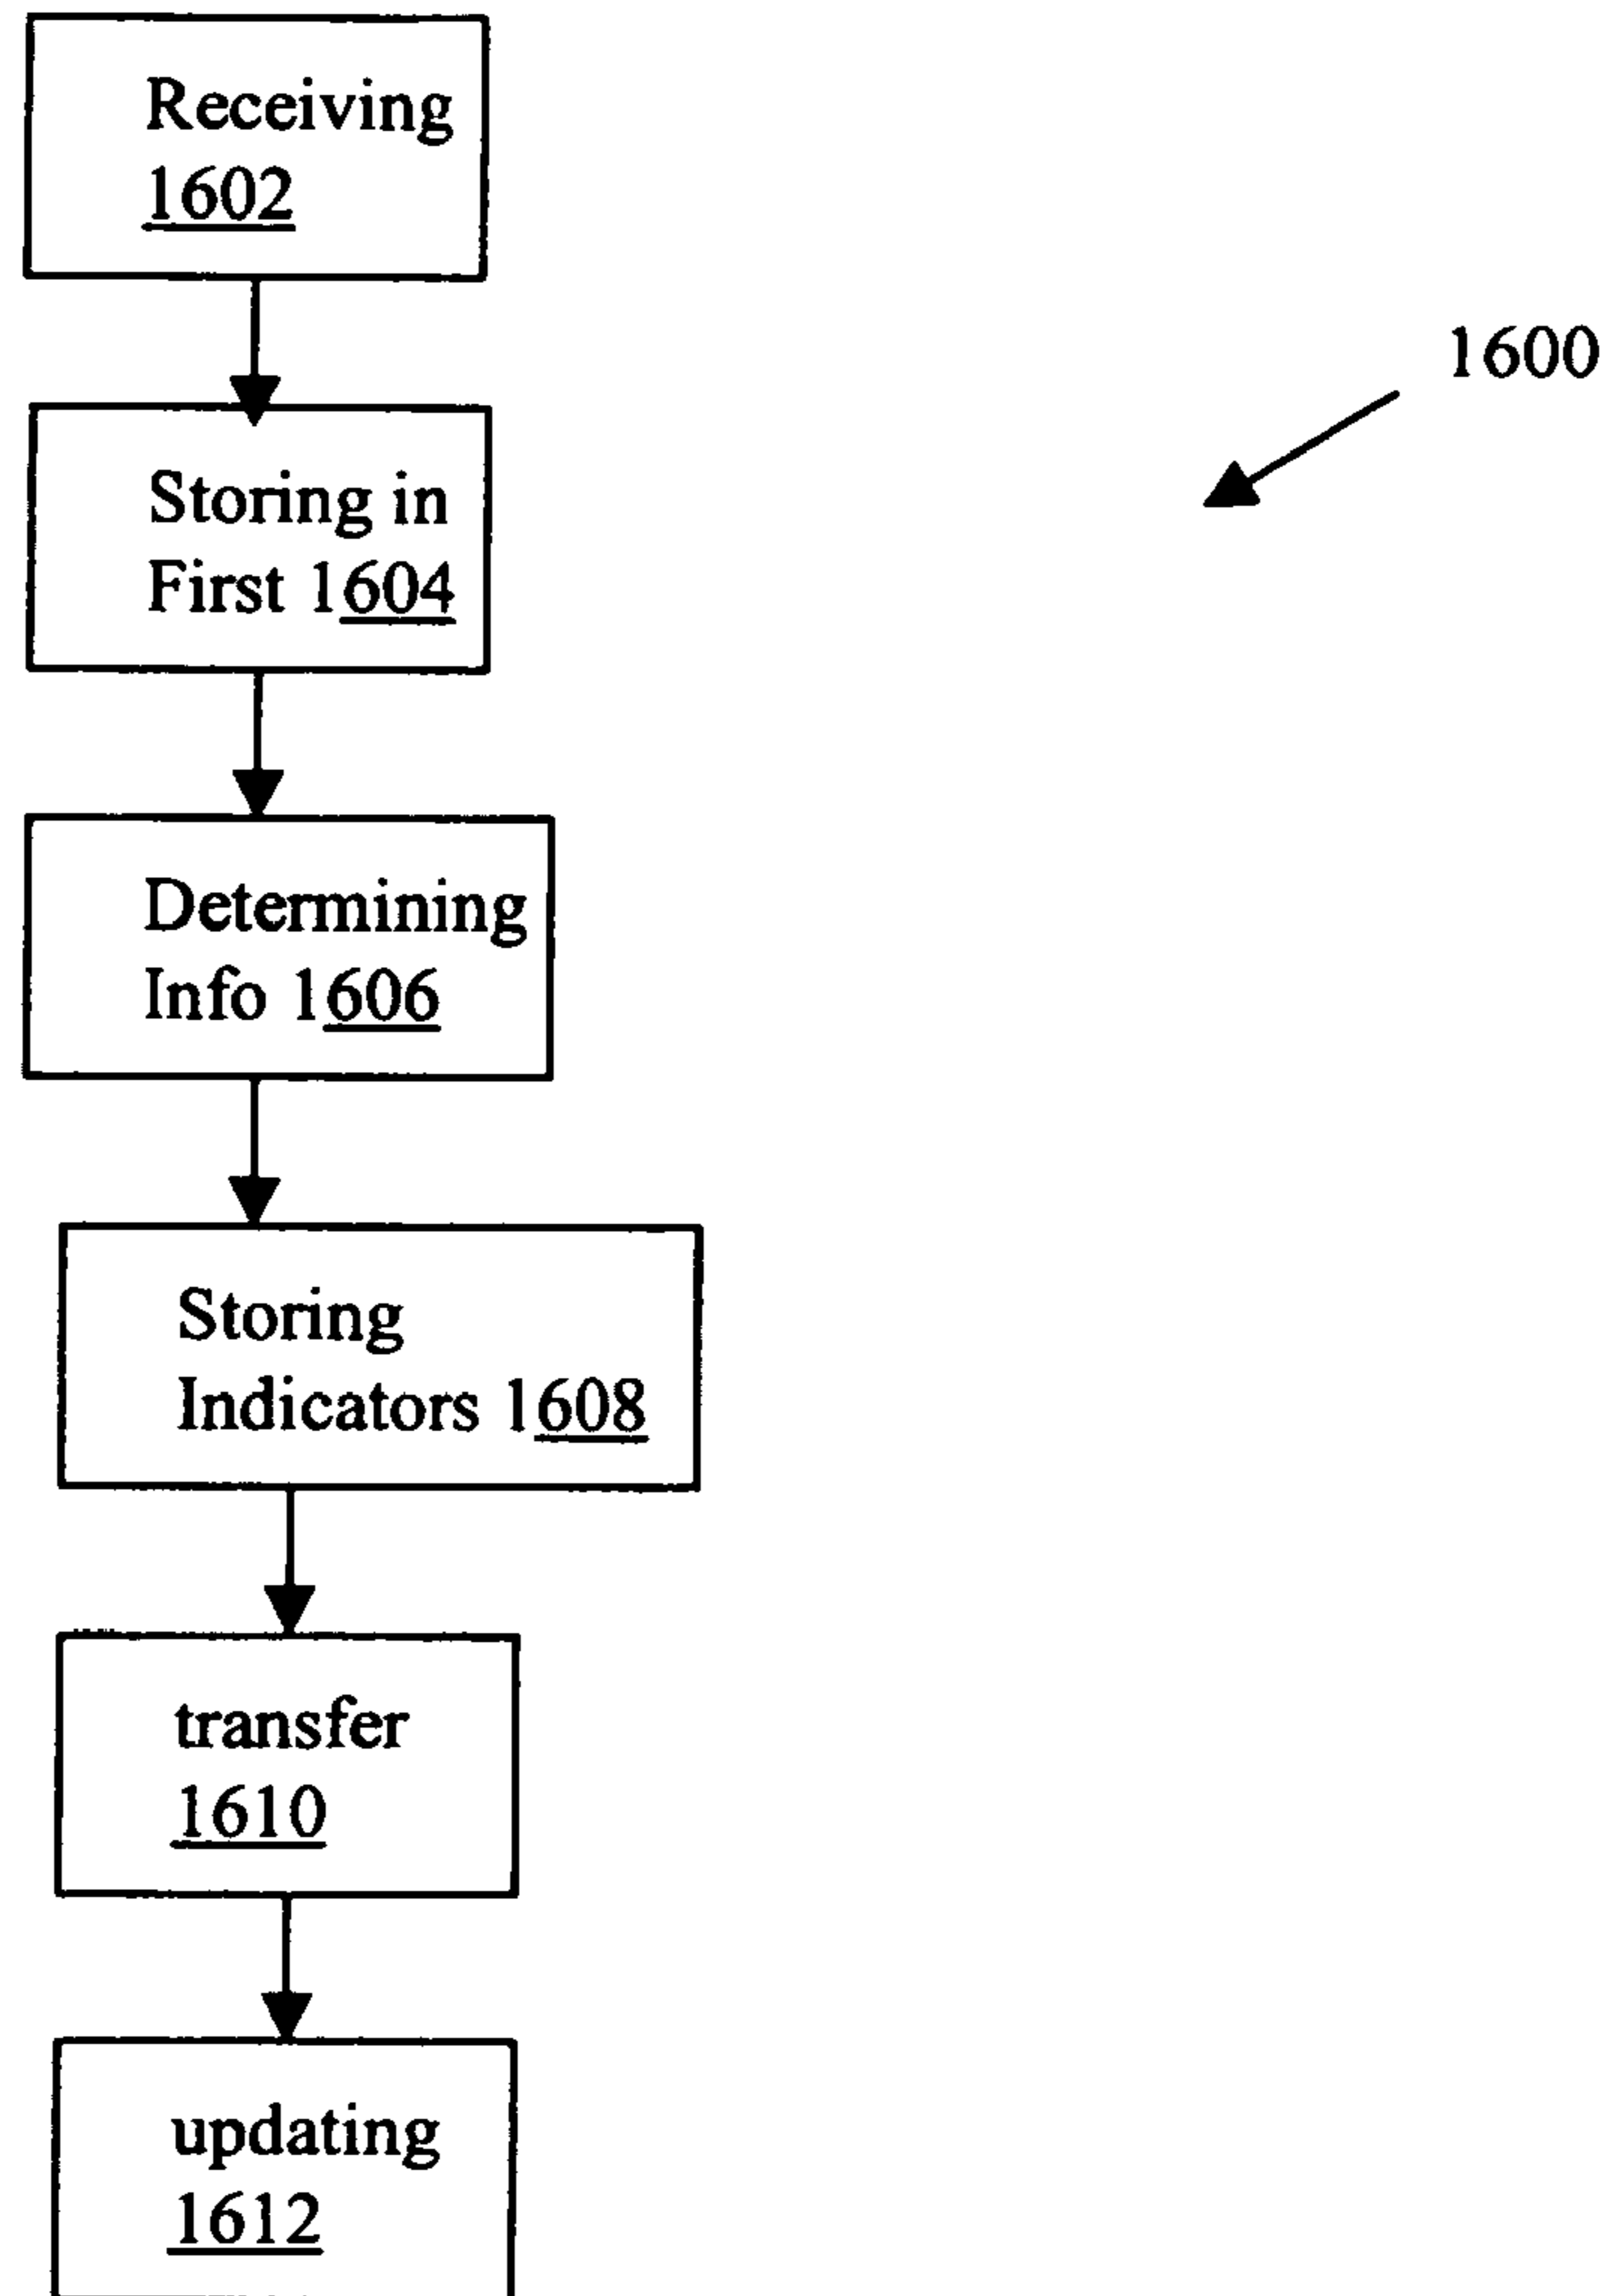 Receiving
1602
1600
Storing in
First 1604
Determining
Info 1606
Storing
Indicators 1608
transfer
1610
updating
1612